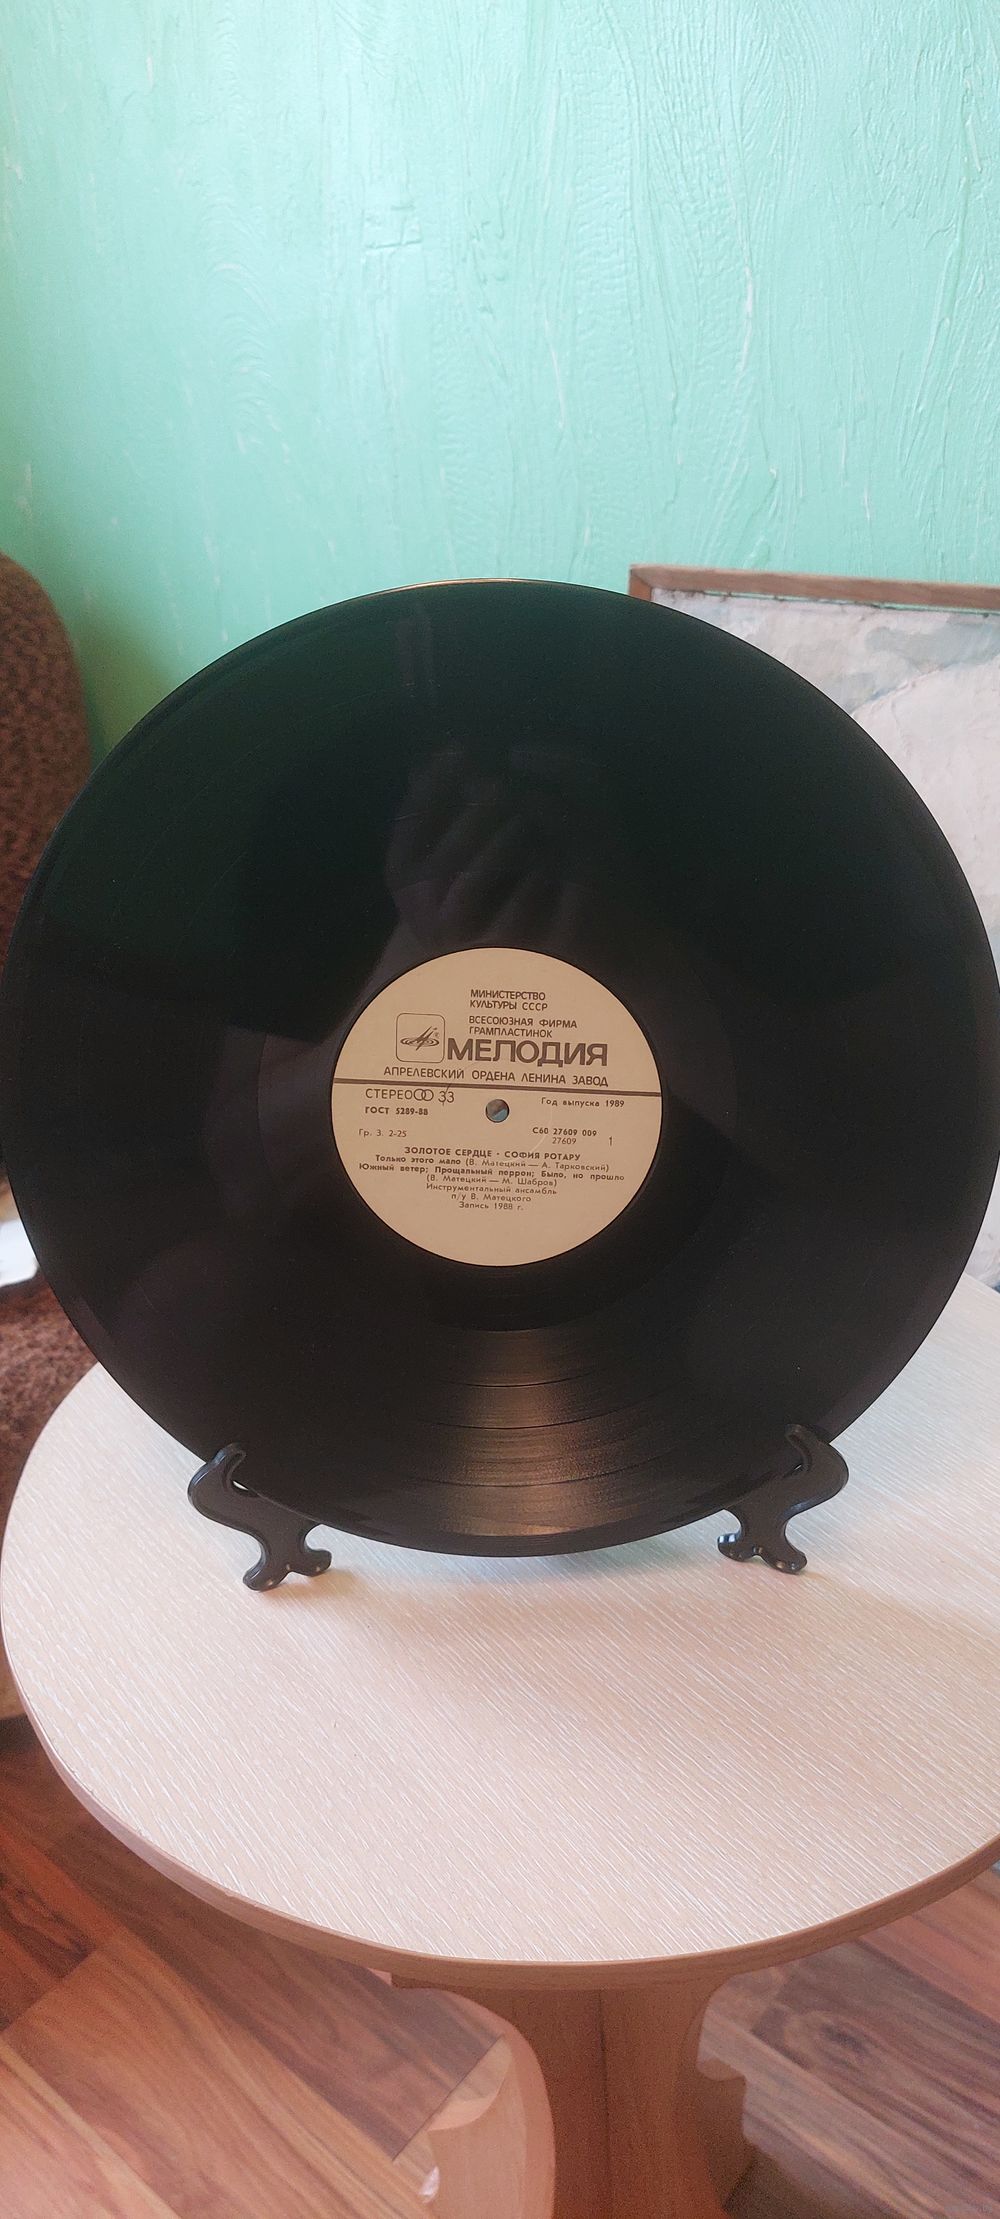 МИНИСТЕРСТВО
КУЛЬТУРЫ СССР
ВСЕСОЮЗНАЯ ФИРМА
ГРАМПЛАСТИНОК
МЕЛОДИЯ
АПРЕЛЕВСКИЙ ОРДЕНА ЛЕНИНА ЗАВОД
СТЕРЕО 33
Год выпуска 1989
ГОСТ 5289-88
Гр. 3. 2-25
С60 27609 009
27609 1
ЗОЛОТОЕ СЕРДЦЕ · СОФИЯ РОТАРУ
Только этого мало (В. Матецкий — А. Тарковский)
Южный ветер; Прощальный перрон; Было, но прошло
(В. Матецкий — М. Шабров)
Инструментальный ансамбль
п/у В. Матецкого
Запись 1988 г.